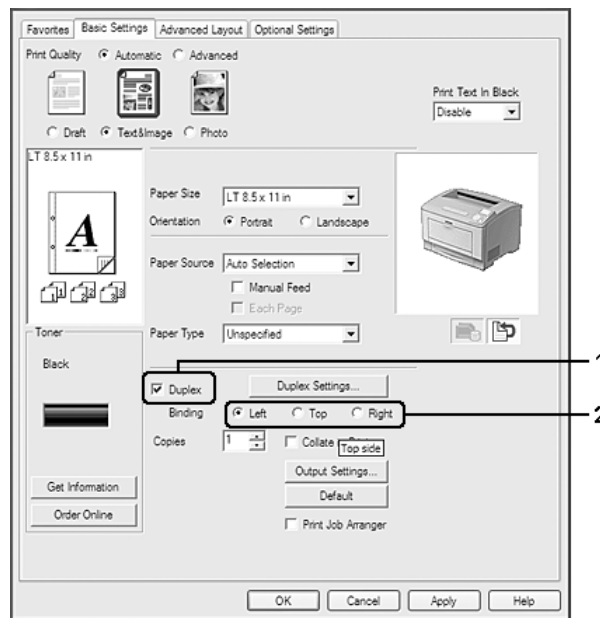 Favorites Basic Settings Advanced Layout Optional Settings
Print Quality Automatic Advanced
Print Text In Black
Disable
Draft Text&Image Photo
LT 8.5 x 11 in
A
Paper Size LT 8.5 x 11 in
Orientation Portrait Landscape
Paper Source Auto Selection
Manual Feed
Each Page
Toner
Paper Type Unspecified
Black
1
Duplex Duplex Settings...
Binding Left Top Right
2
Copies 1 Collate
Top side
Output Settings...
Get Information
Default
Order Online
Print Job Arranger
OK Cancel Apply Help